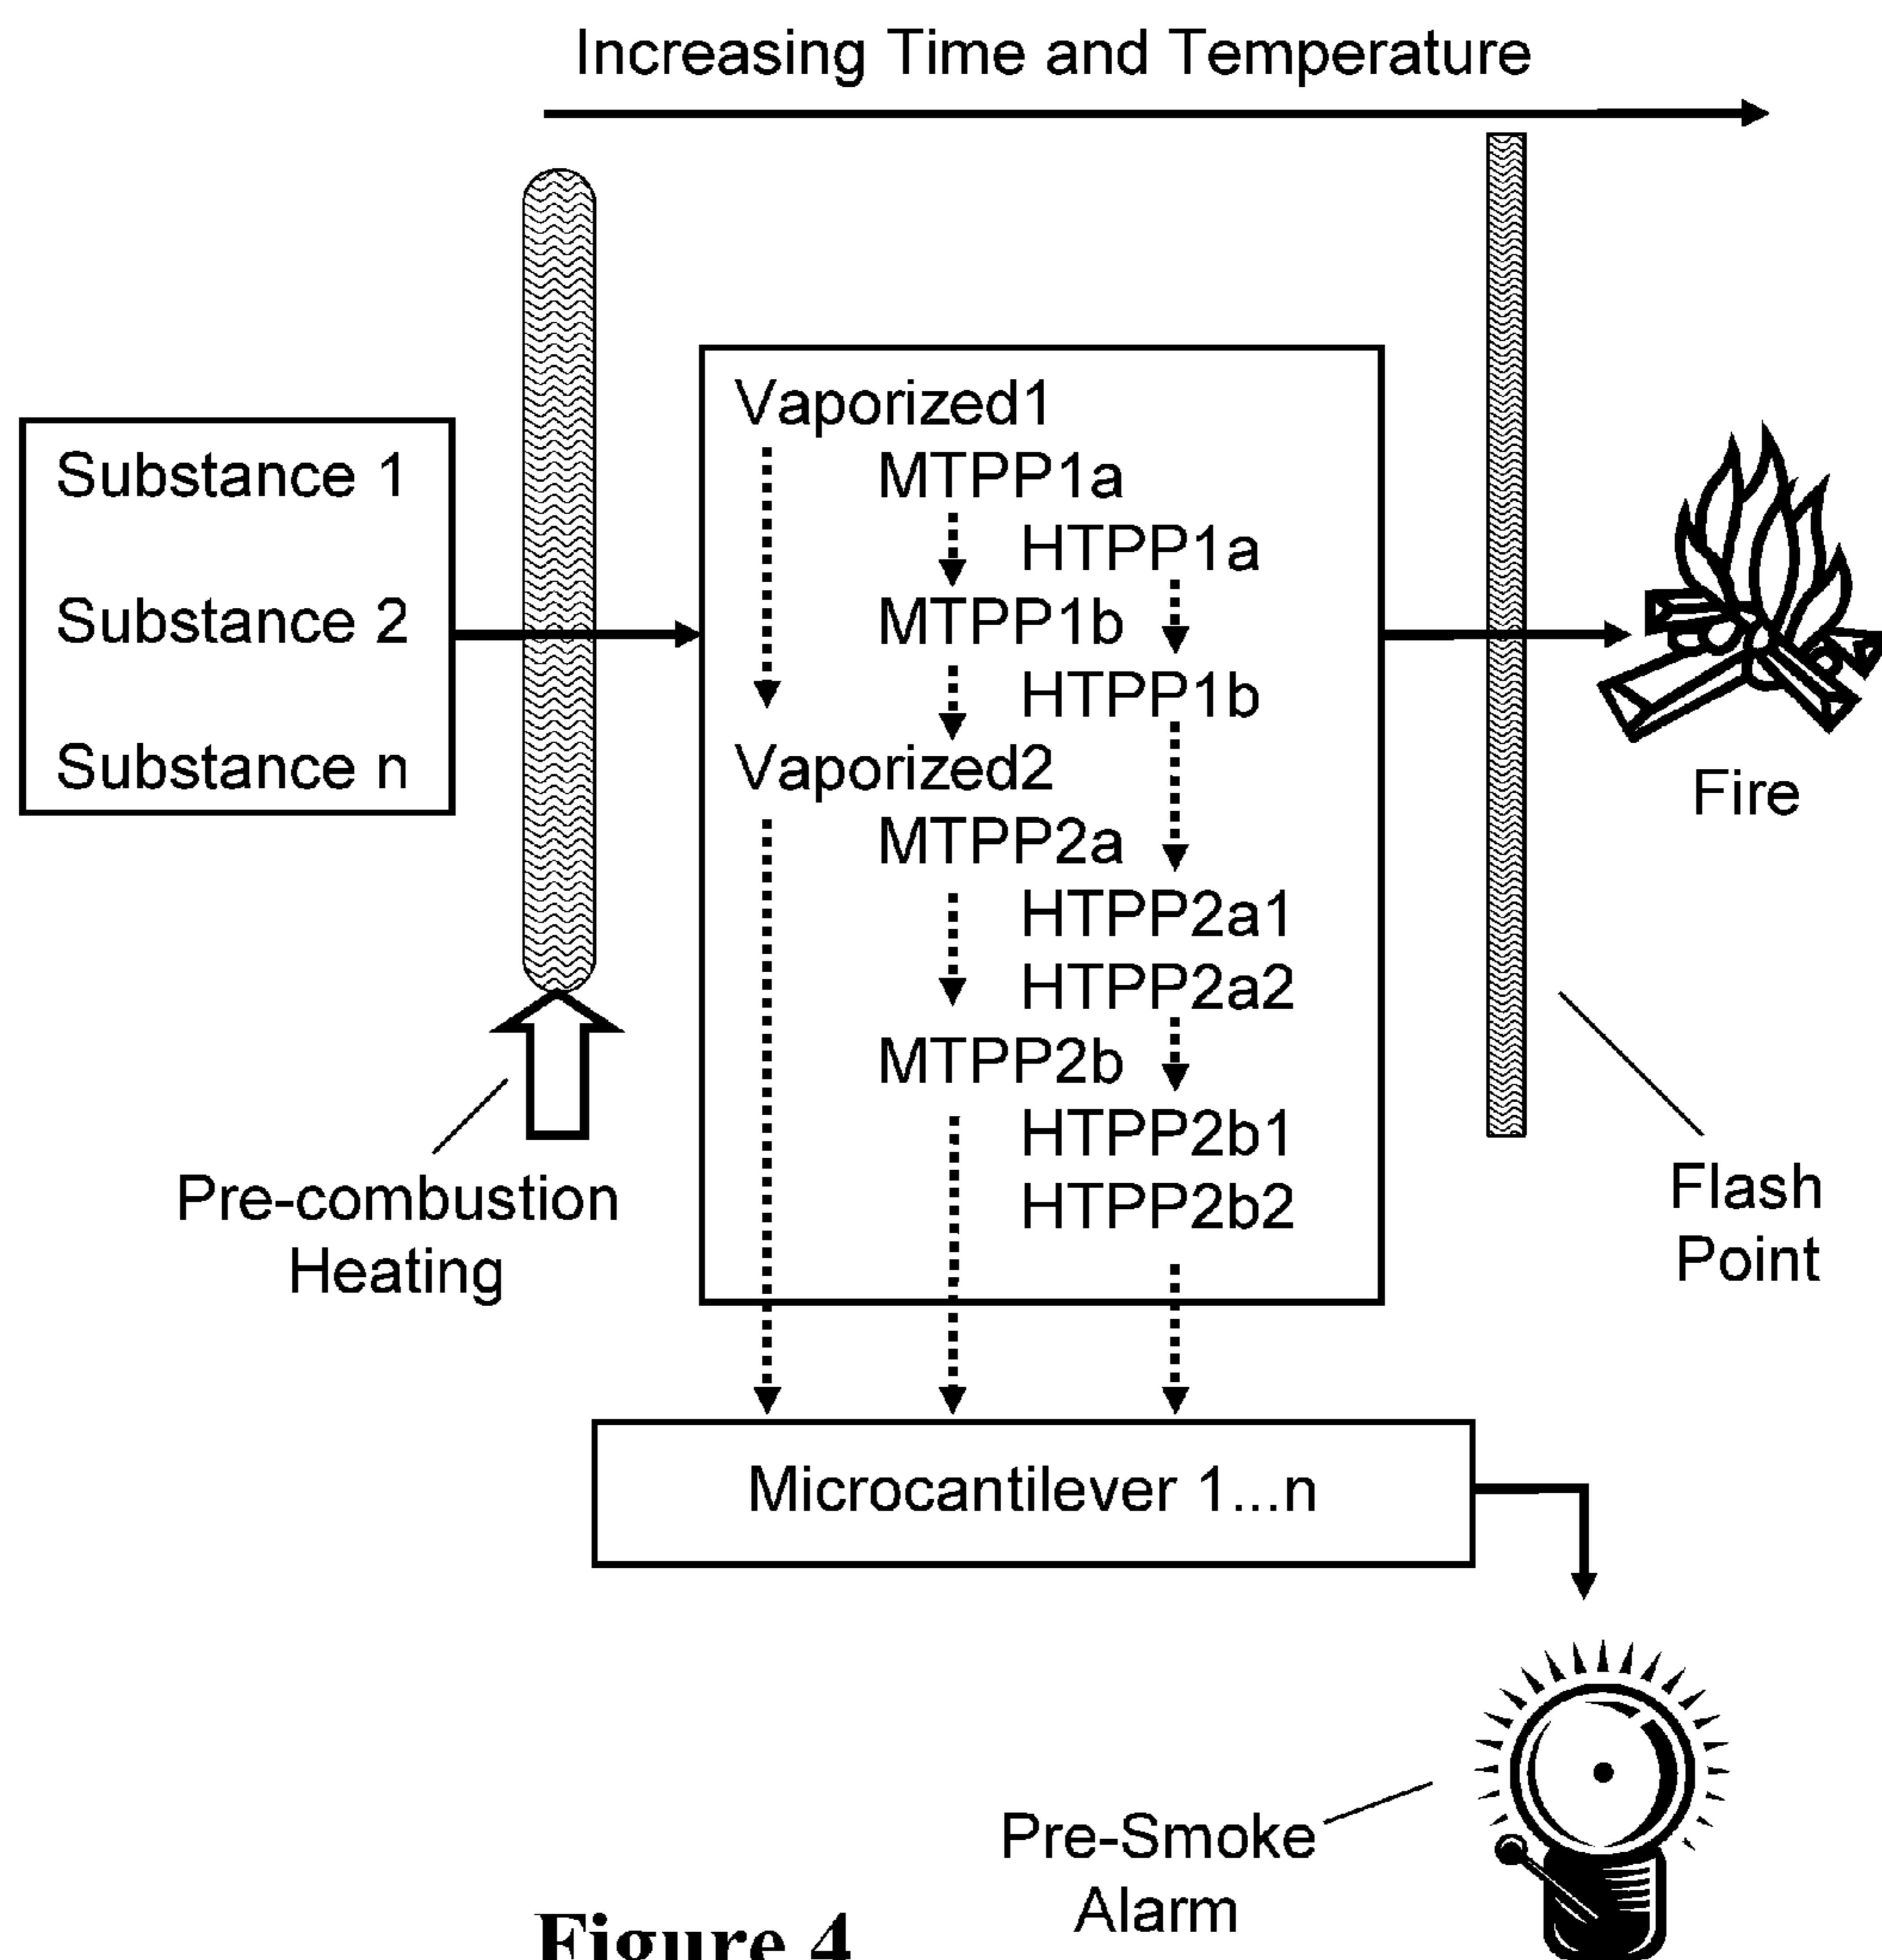 Increasing Time and Temperature
Substance 1
Substance 2
Substance n
Vaporized1
MTPP1a
HTPP1a
MTPP1b
HTPP1b
Vaporized2
MTPP2a
HTPP2a1
HTPP2a2
MTPP2b
HTPP2b1
HTPP2b2
Fire
Pre-combustion
Heating
Flash
Point
Microcantilever 1...n
Pre-Smoke
Alarm
Figure 4